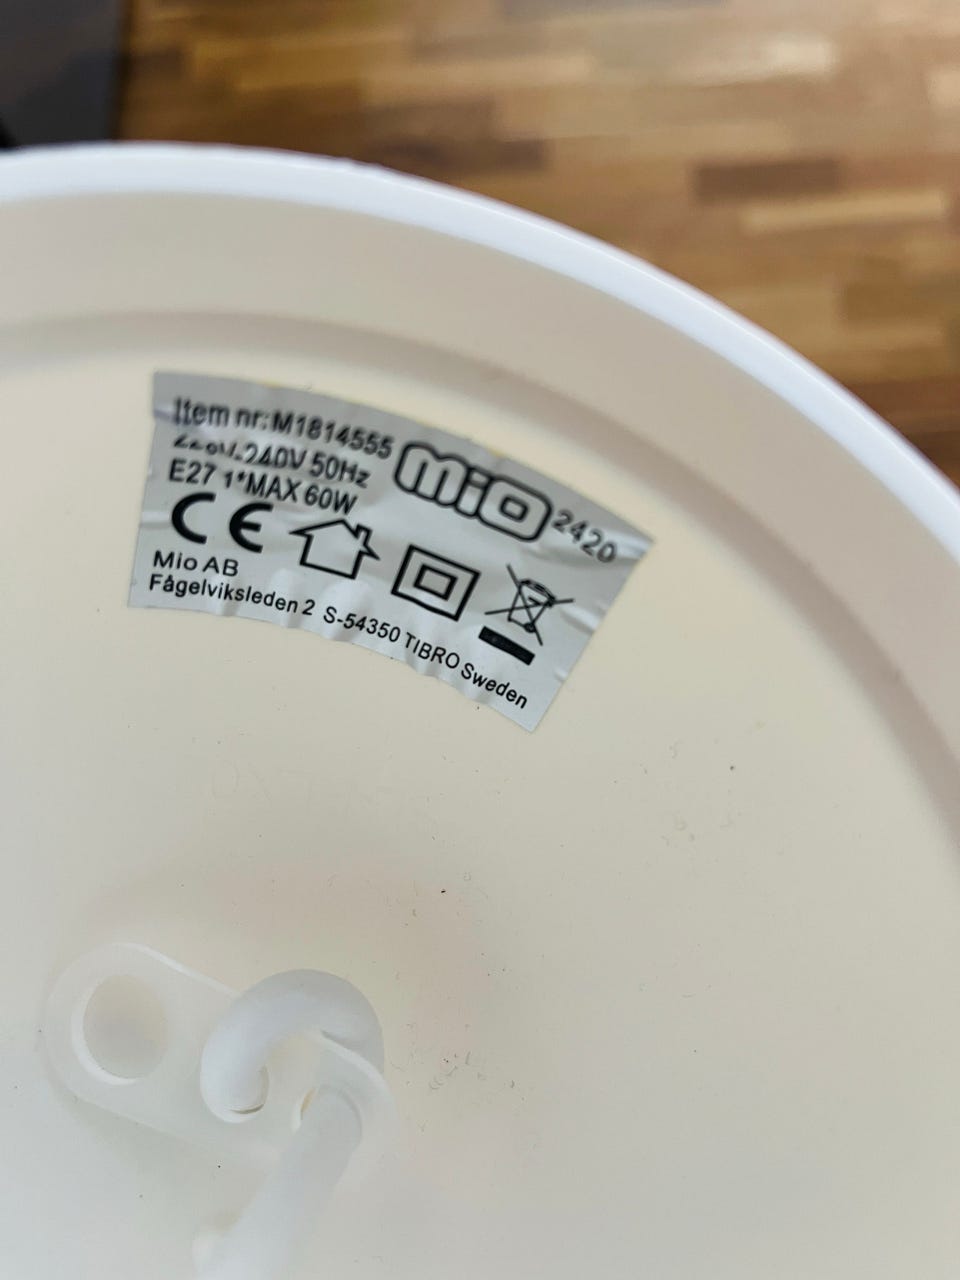 Item nr:M1814555
220V-240V 50Hz
E27 1*MAX 60W
mio 2420
CE
Mio AB
Fågelviksleden 2 S-54350 TIBRO Sweden